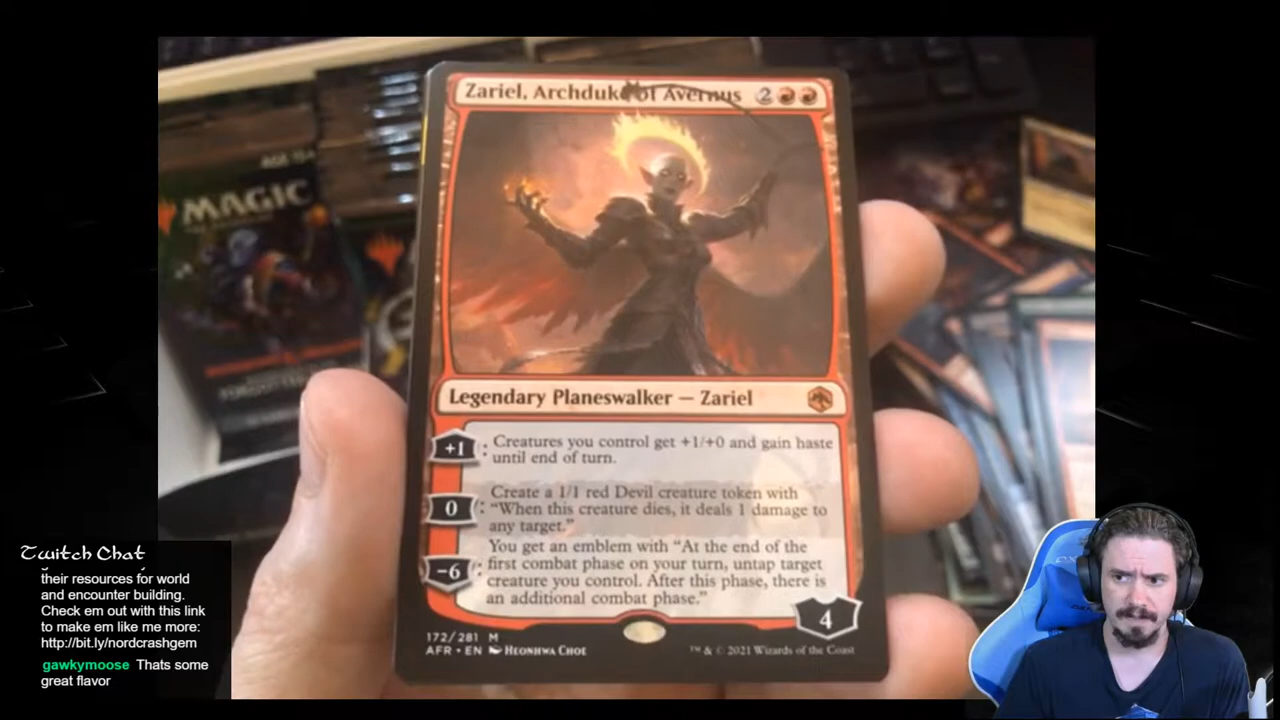 Zariel, Archduke of Avernus 2
Legendary Planeswalker — Zariel
+1 : Creatures you control get +1/+0 and gain haste
until end of turn.
0 : Create a 1/1 red Devil creature token with
"When this creature dies, it deals 1 damage to
any target."
-6 : You get an emblem with "At the end of the
first combat phase on your turn, untap target
creature you control. After this phase, there is
an additional combat phase."
4
172/281 M
AFR • EN HEONHWA CHOE
™ & © 2021 Wizards of the Coast
MAGIC
Twitch Chat
their resources for world
and encounter building.
Check em out with this link
to make em like me more:
http://bit.ly/nordcrashgem
gawkymoose Thats some
great flavor